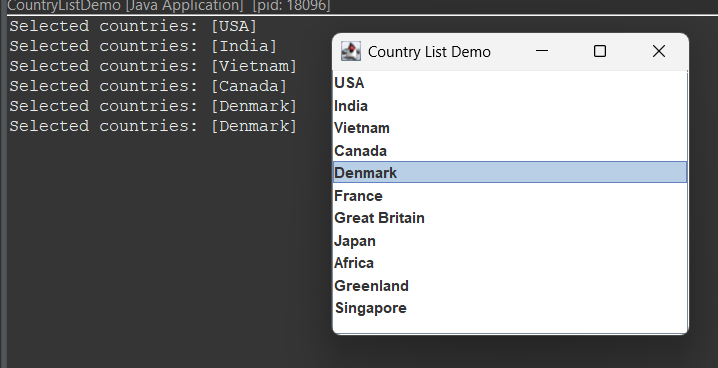 CountryListDemo [Java Application] [pid: 18096]
Selected countries: [USA]
Selected countries: [India]
Selected countries: [Vietnam]
Selected countries: [Canada]
Selected countries: [Denmark]
Selected countries: [Denmark]
Country List Demo
USA
India
Vietnam
Canada
Denmark
France
Great Britain
Japan
Africa
Greenland
Singapore